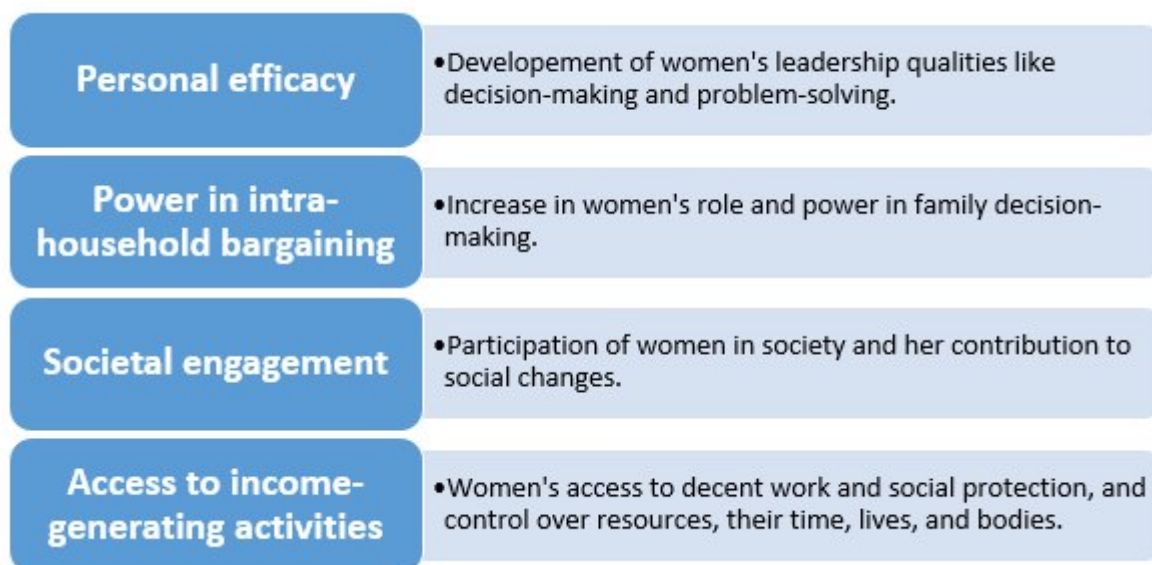 Personal efficacy
•Developement of women's leadership qualities like
decision-making and problem-solving.
Power in intra-
household bargaining
•Increase in women's role and power in family decision-
making.
Societal engagement
•Participation of women in society and her contribution to
social changes.
Access to income-
generating activities
•Women's access to decent work and social protection, and
control over resources, their time, lives, and bodies.